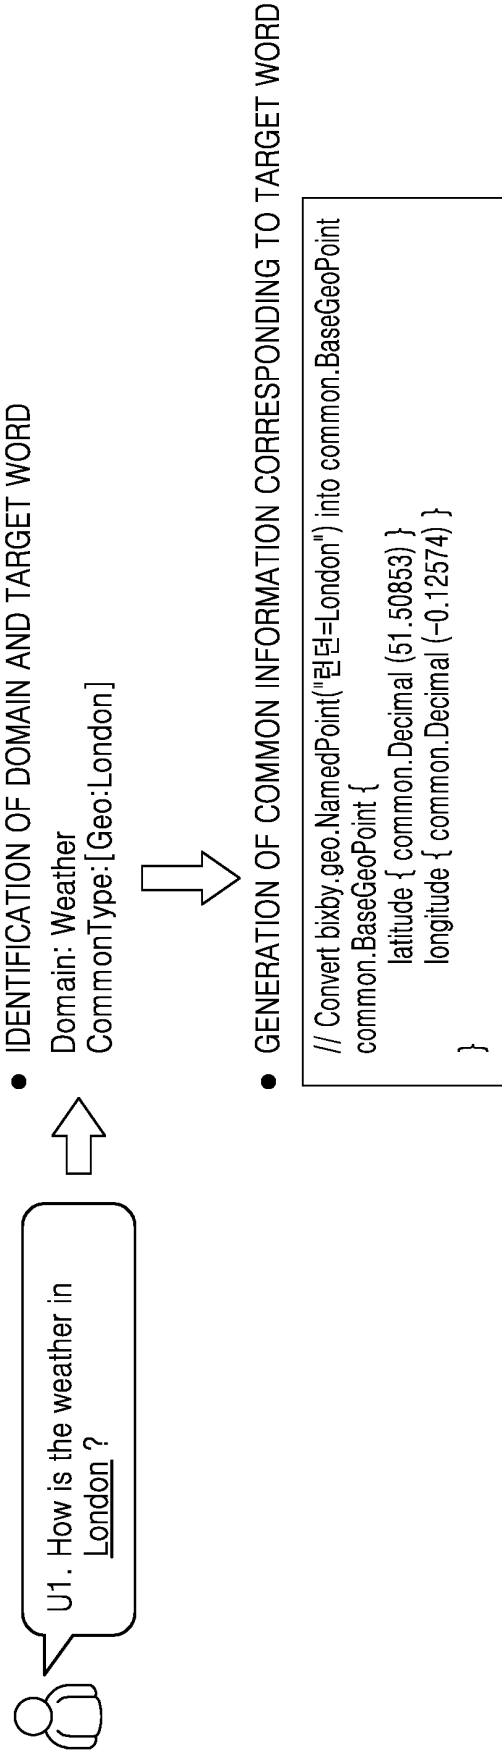 U1. How is the weather in
London ?
● IDENTIFICATION OF DOMAIN AND TARGET WORD
Domain: Weather
CommonType:[Geo:London]
● GENERATION OF COMMON INFORMATION CORRESPONDING TO TARGET WORD
// Convert bixby.geo.NamedPoint("런던=London") into common.BaseGeoPoint
common.BaseGeoPoint {
latitude { common.Decimal (51.50853) }
longitude { common.Decimal (-0.12574) }
}